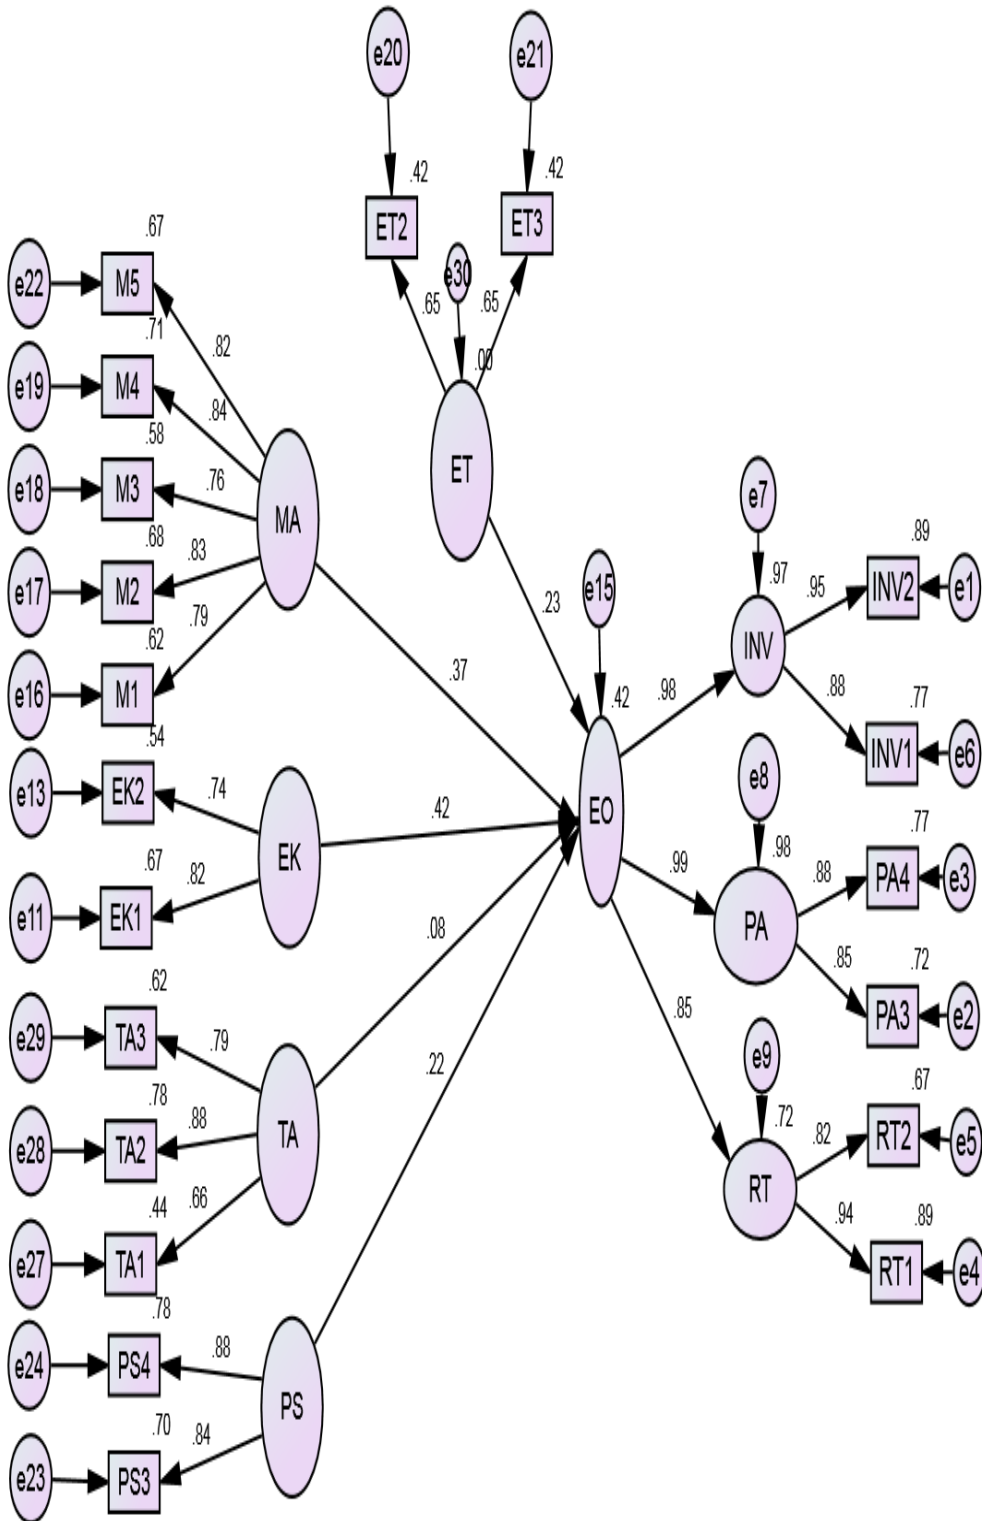 e20
e21
.42
.42
ET2
ET3
.67
e30
e22
M5
.65
.65
.71
.82
.00
e19
M4
.84
.58
ET
e18
M3
.76
e7
MA
.68
.83
.89
e17
M2
.97
.95
INV2
e1
.79
.23
e15
.62
INV
e16
M1
.37
.98
.88
.42
.77
.54
INV1
e6
e13
EK2
.74
e8
.42
EO
.67
EK
.98
.77
.82
.99
.88
PA4
e3
e11
EK1
PA
.08
.85
.72
.62
.85
PA3
e2
e29
TA3
.79
e9
.22
.67
.78
.88
.72
.82
RT2
e5
e28
TA2
TA
RT
.44
.66
.94
.89
e27
TA1
RT1
e4
.78
.88
e24
PS4
PS
.70
.84
e23
PS3